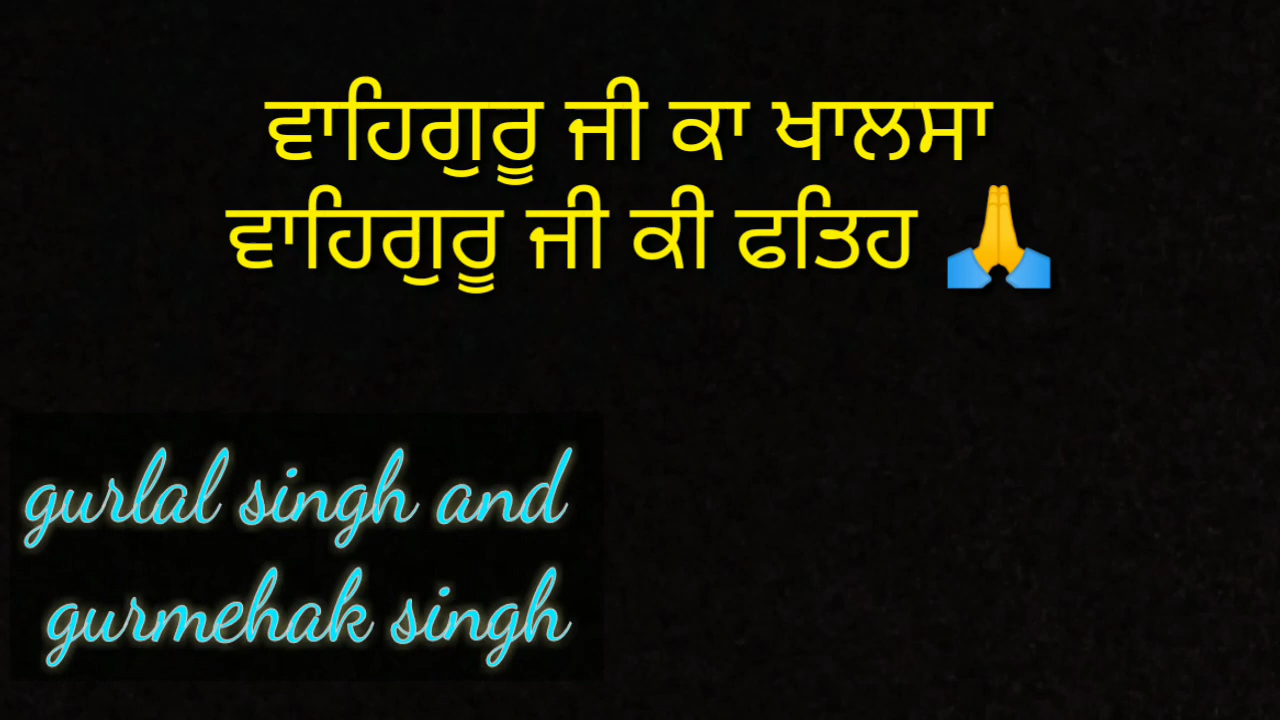 ਵਾਹਿਗੁਰੂ ਜੀ ਕਾ ਖਾਲਸਾ
ਵਾਹਿਗੁਰੂ ਜੀ ਕੀ ਫਤਿਹ 🙏
gurlal singh and
gurmehak singh